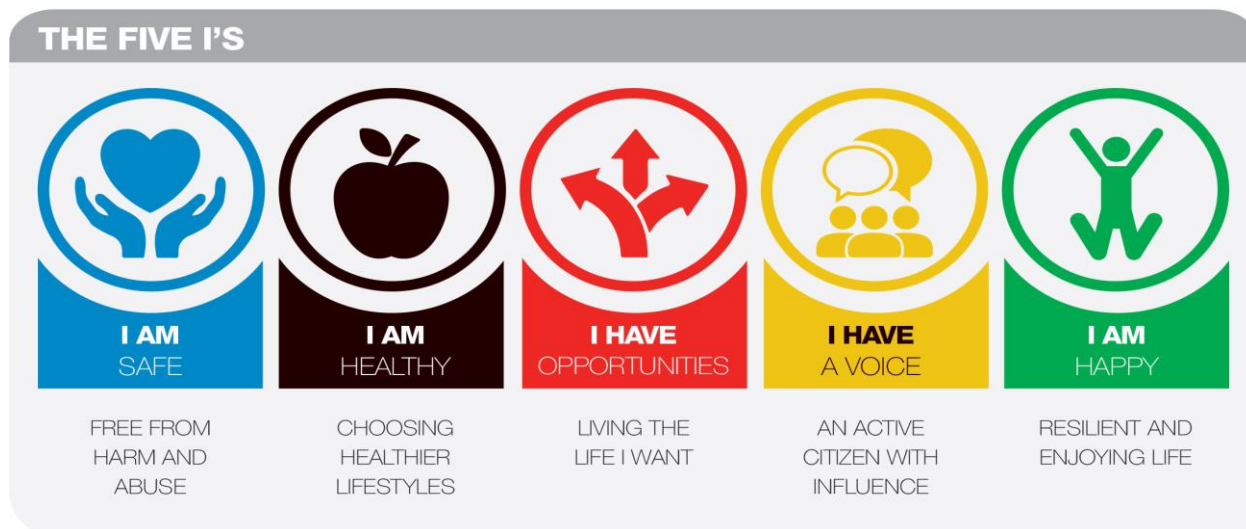 THE FIVE I'S
I AM
SAFE
FREE FROM
HARM AND
ABUSE
I AM
HEALTHY
CHOOSING
HEALTHIER
LIFESTYLES
I HAVE
OPPORTUNITIES
LIVING THE
LIFE I WANT
I HAVE
A VOICE
AN ACTIVE
CITIZEN WITH
INFLUENCE
I AM
HAPPY
RESILIENT AND
ENJOYING LIFE